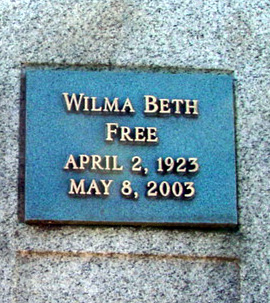 WILMA BETH
FREE
APRIL 2, 1923
MAY 8, 2003